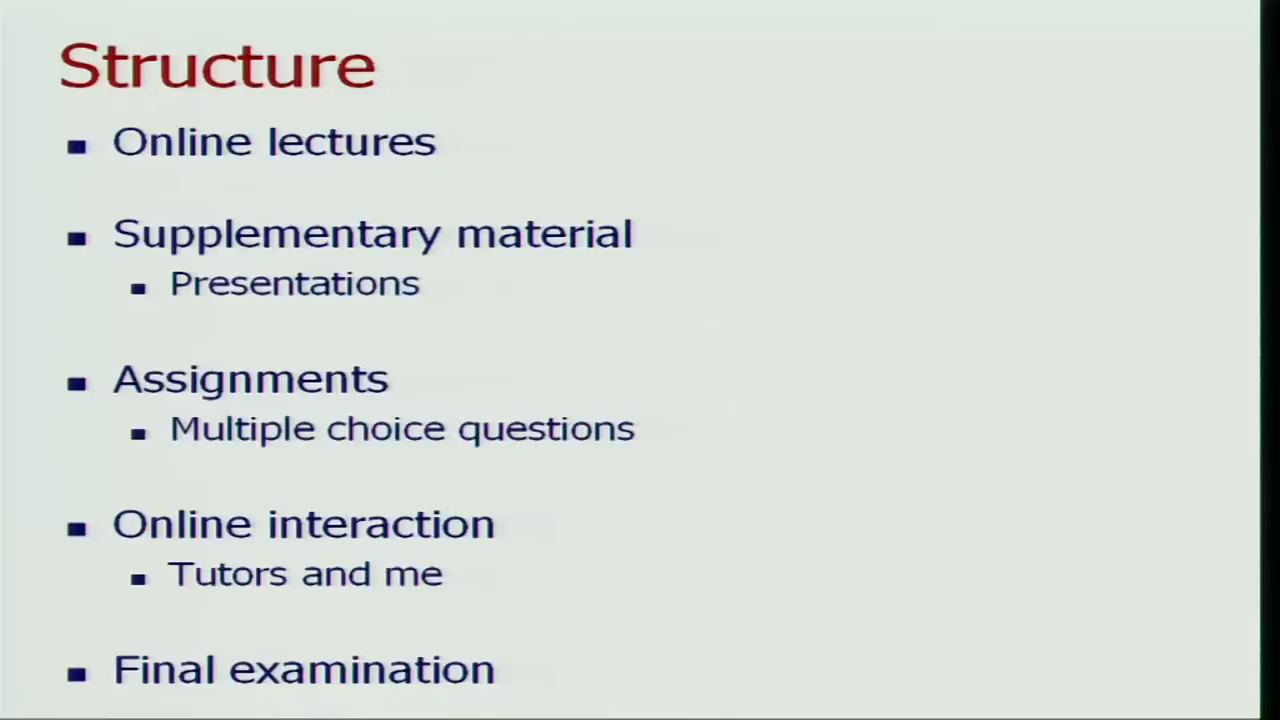 Structure
Online lectures
Supplementary material
Presentations
Assignments
Multiple choice questions
Online interaction
Tutors and me
Final examination